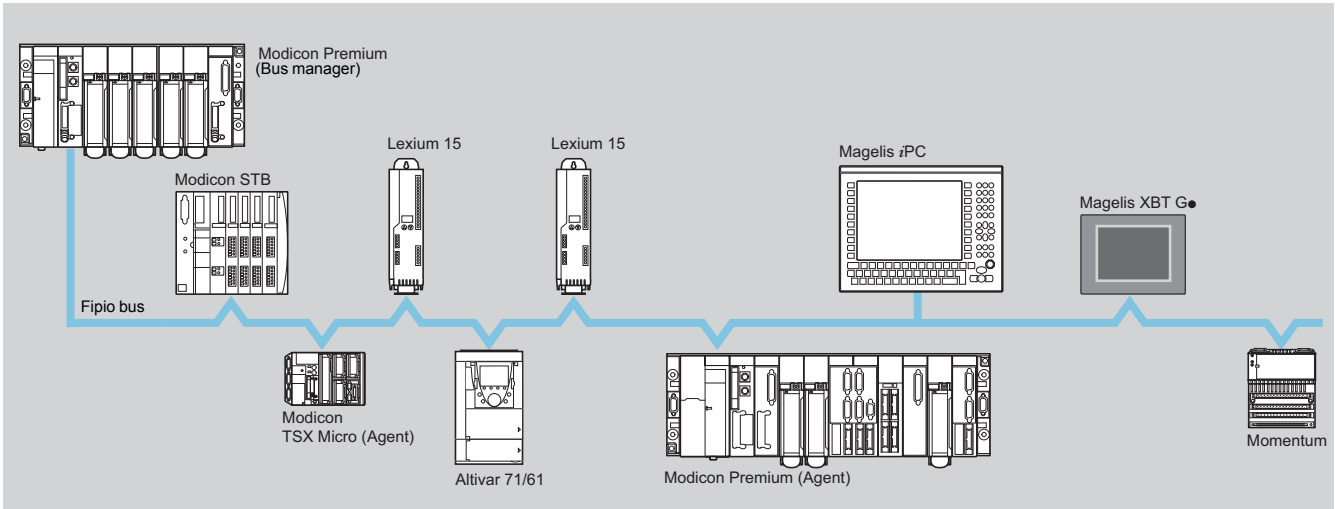 Modicon Premium
(Bus manager)
Lexium 15
Lexium 15
Magelis iPC
Modicon STB
Magelis XBT G●
Fipio bus
Modicon
TSX Micro (Agent)
Altivar 71/61
Modicon Premium (Agent)
Momentum